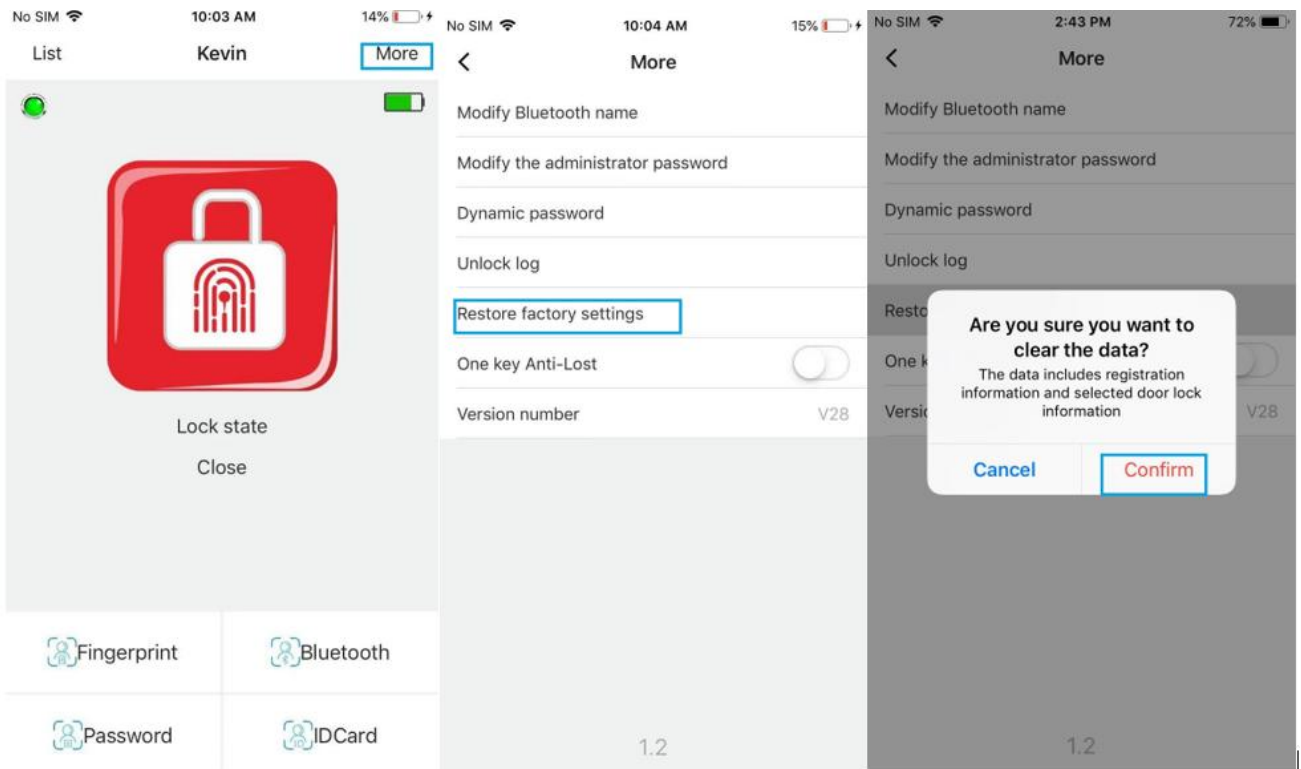 No SIM 10:03 AM 14%
List Kevin More
Lock state
Close
Fingerprint Bluetooth
Password IDCard
No SIM 10:04 AM 15%
More
Modify Bluetooth name
Modify the administrator password
Dynamic password
Unlock log
Restore factory settings
One key Anti-Lost
Version number V28
1.2
No SIM 2:43 PM 72%
More
Modify Bluetooth name
Modify the administrator password
Dynamic password
Unlock log
Resto
One k
Versio V28
Are you sure you want to
clear the data?
The data includes registration
information and selected door lock
information
Cancel Confirm
1.2